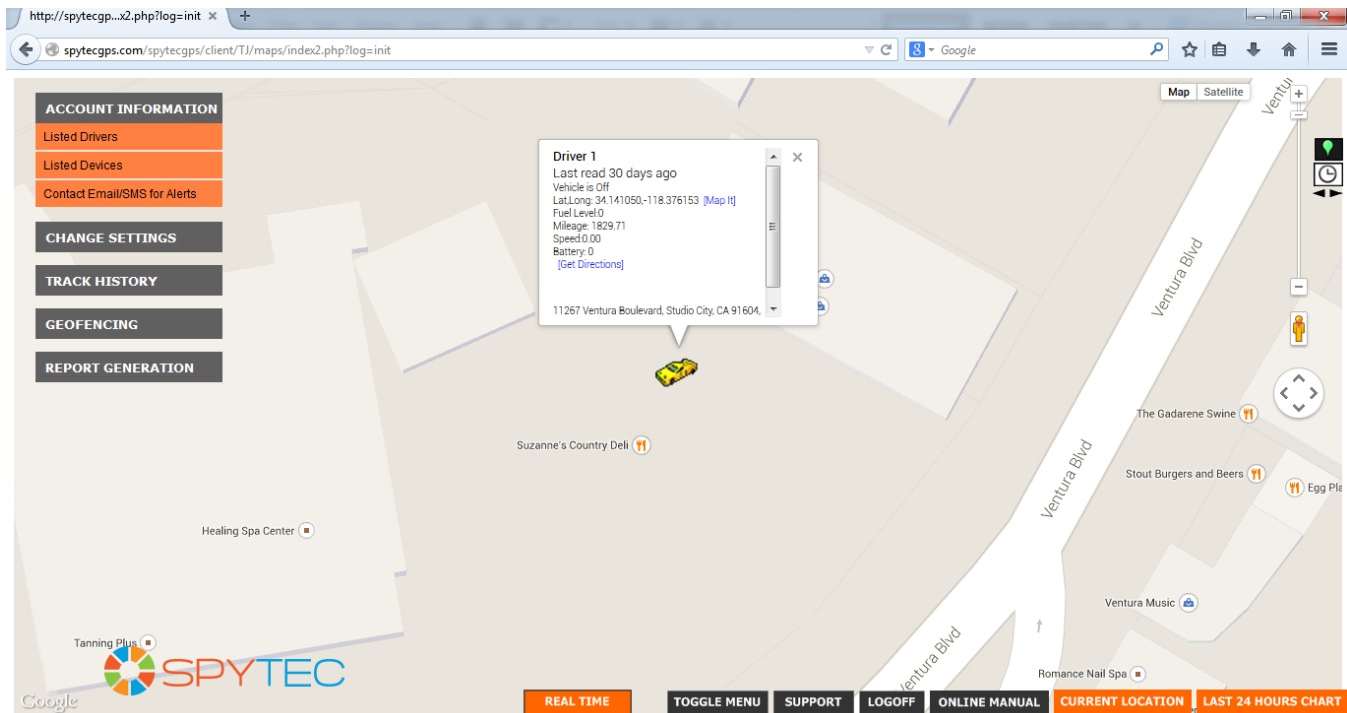 http://spytecgp...x2.php?log=init
spytecgps.com/spytecgps/client/TJ/maps/index2.php?log=init
Google
ACCOUNT INFORMATION
Listed Drivers
Listed Devices
Contact Email/SMS for Alerts
CHANGE SETTINGS
TRACK HISTORY
GEOFENCING
REPORT GENERATION
Map Satellite
Driver 1
Last read 30 days ago
Vehicle is Off
Lat,Long: 34.141050,-118.376153 [Map It]
Fuel Level:0
Mileage: 1829.71
Speed:0.00
Battery: 0
[Get Directions]
11267 Ventura Boulevard, Studio City, CA 91604,
Ventura Blvd
The Gadarene Swine
Suzanne's Country Deli
Ventura Blvd
Stout Burgers and Beers
Egg Pla
Healing Spa Center
Ventura Music
Tanning Plus
Ventura Blvd
Romance Nail Spa
SPYTEC
Google
REAL TIME
TOGGLE MENU
SUPPORT
LOGOFF
ONLINE MANUAL
CURRENT LOCATION
LAST 24 HOURS CHART